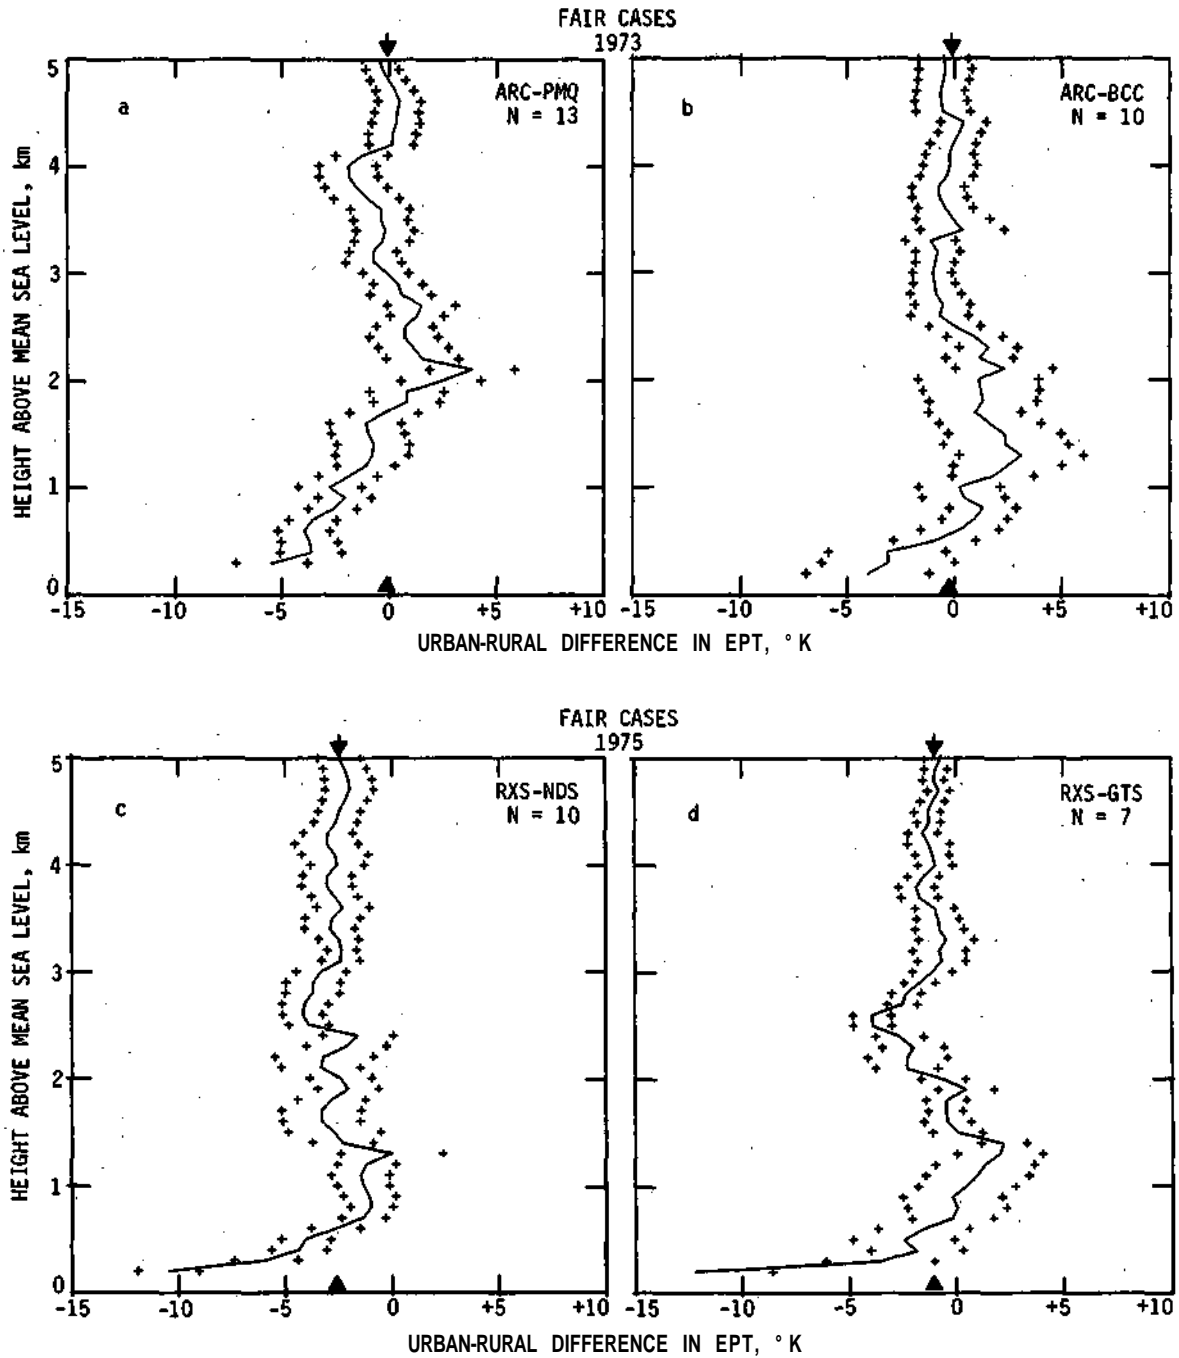 FAIR CASES
1973
5
a
ARC-PMQ
N = 13
b
ARC-BCC
N = 10
4
3
2
1
0
HEIGHT ABOVE MEAN SEA LEVEL, km
-15 -10 -5 0 +5 +10
-15 -10 -5 0 +5 +10
URBAN-RURAL DIFFERENCE IN EPT, °K
FAIR CASES
1975
5
c
RXS-NDS
N = 10
d
RXS-GTS
N = 7
4
3
2
1
0
HEIGHT ABOVE MEAN SEA LEVEL, km
-15 -10 -5 0 +5 +10
-15 -10 -5 0 +5 +10
URBAN-RURAL DIFFERENCE IN EPT, °K